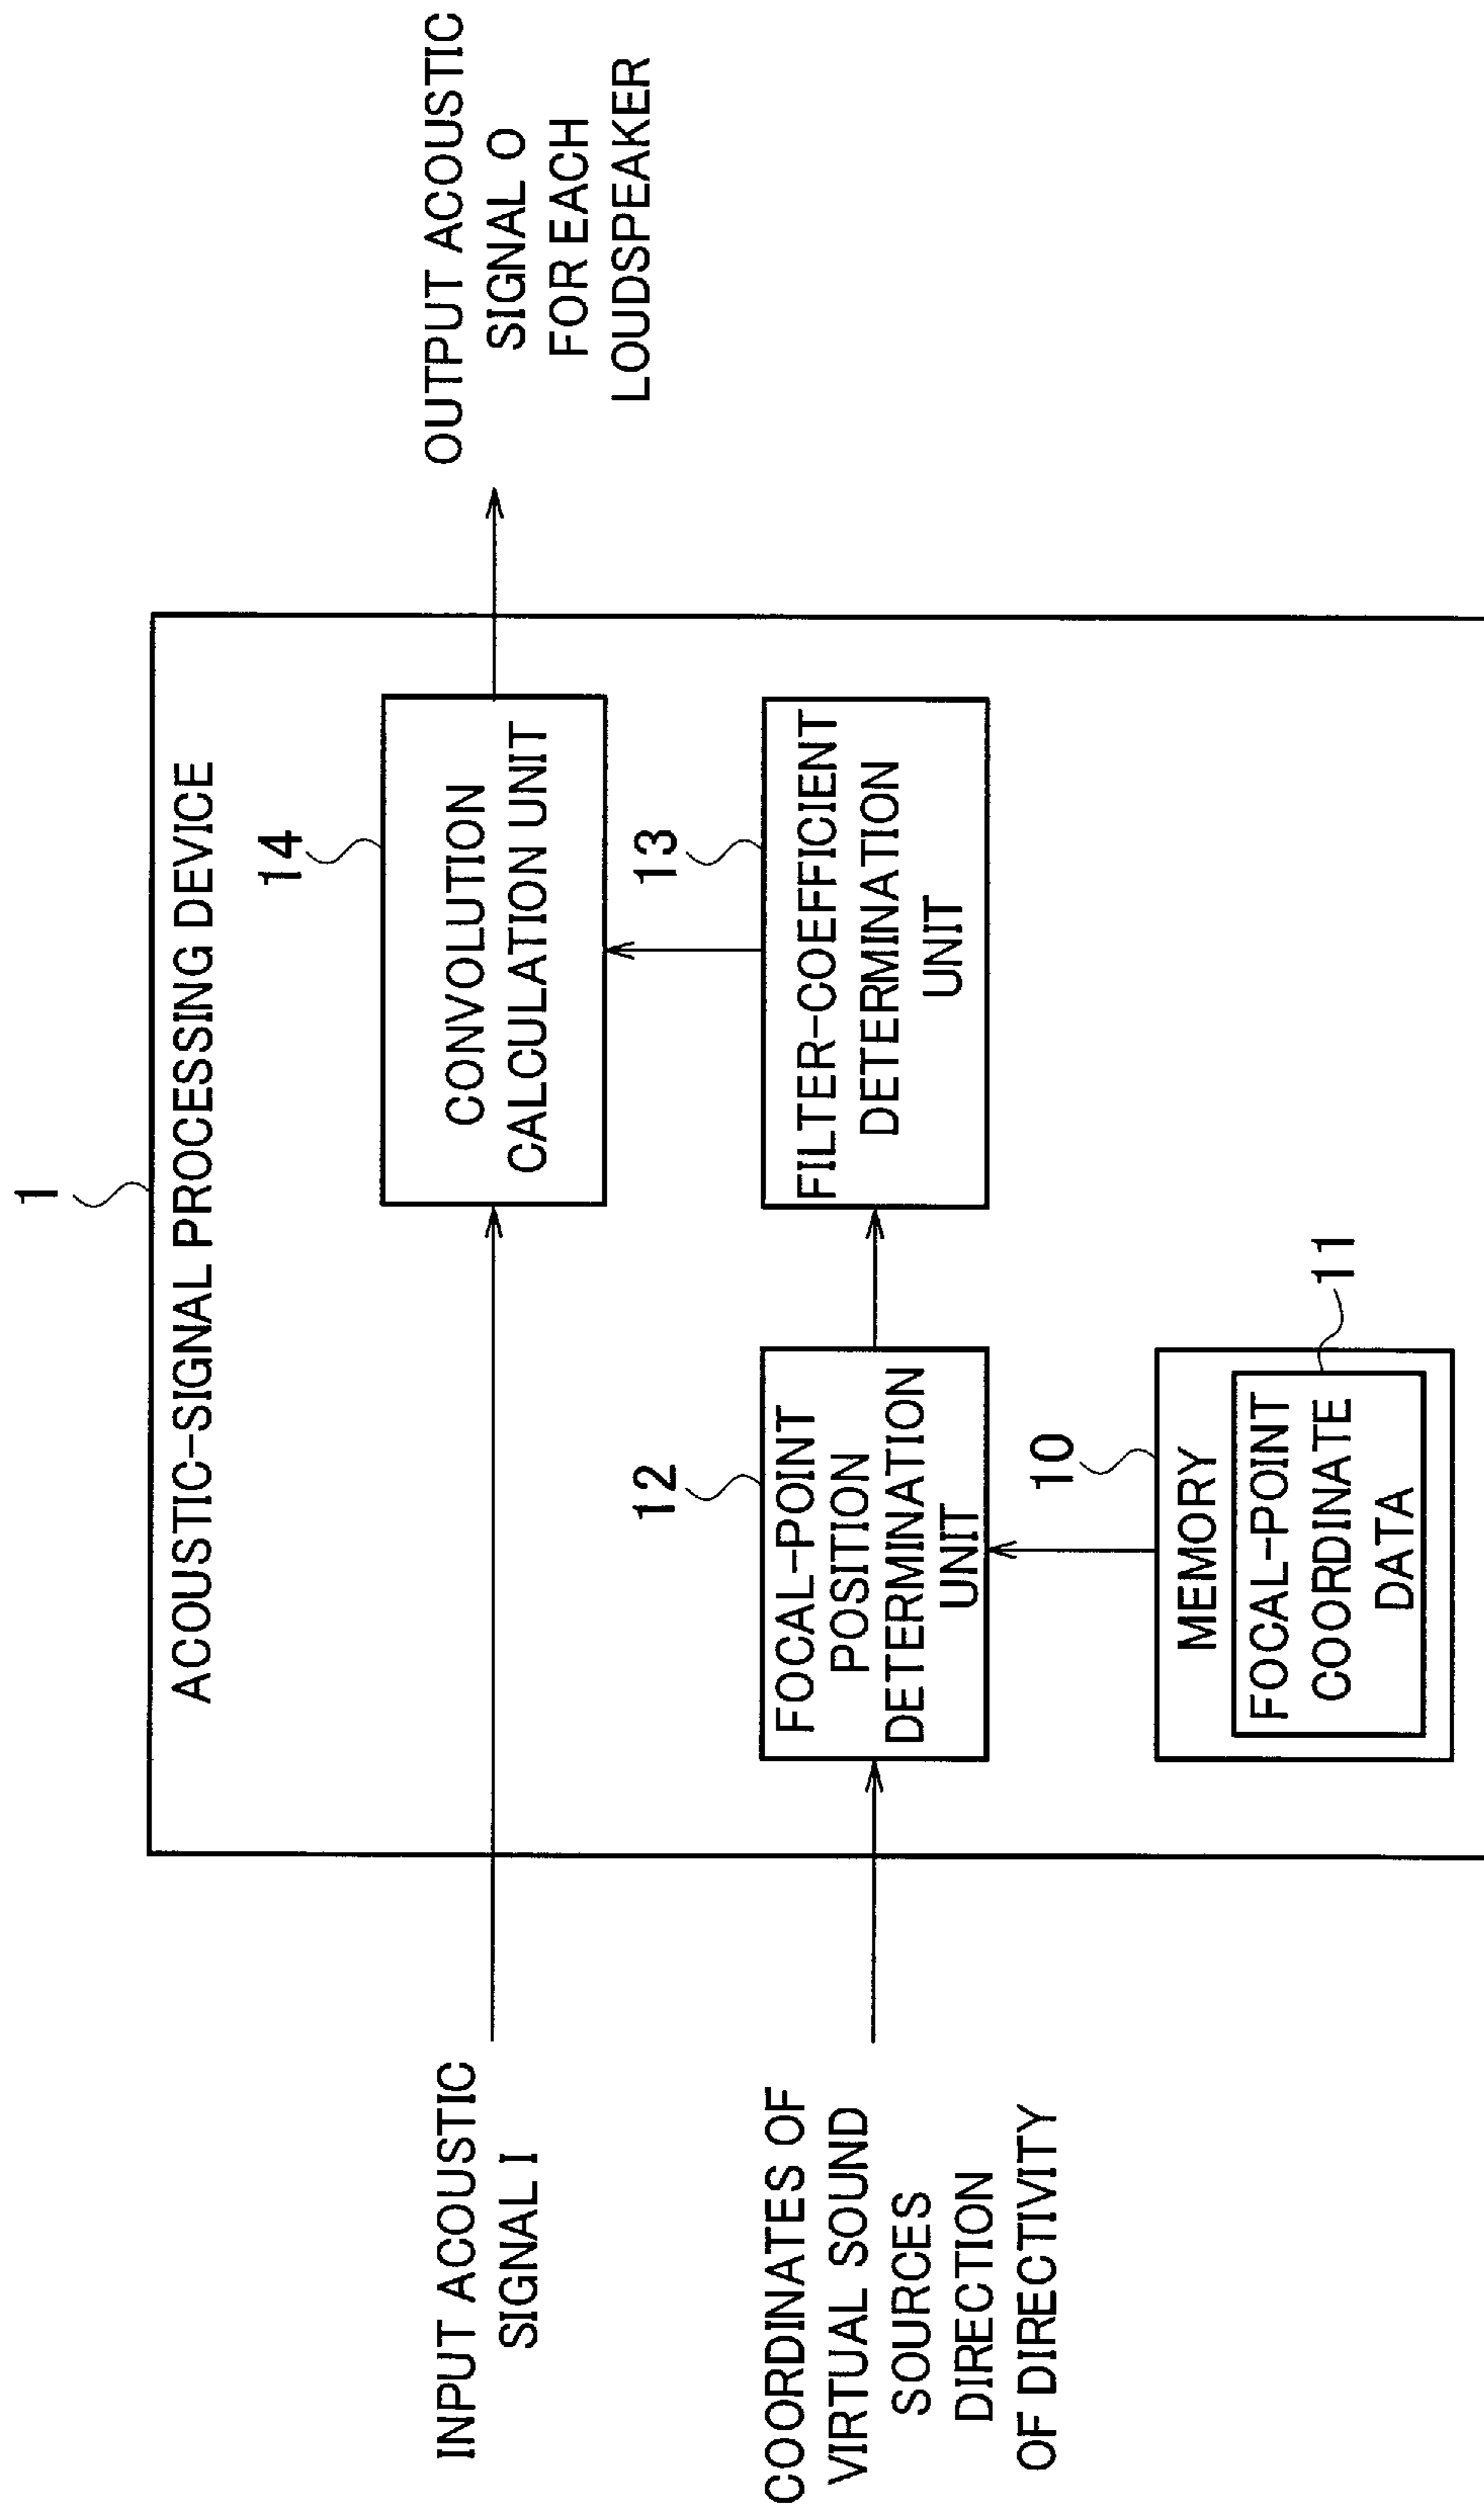 1
ACOUSTIC-SIGNAL PROCESSING DEVICE
INPUT ACOUSTIC
SIGNAL I
14
CONVOLUTION
CALCULATION UNIT
OUTPUT ACOUSTIC
SIGNAL O
FOR EACH
LOUDSPEAKER
COORDINATES OF
VIRTUAL SOUND
SOURCES
DIRECTION
OF DIRECTIVITY
12
FOCAL-POINT
POSITION
DETERMINATION
UNIT
13
FILTER-COEFFICIENT
DETERMINATION
UNIT
10
MEMORY
11
FOCAL-POINT
COORDINATE
DATA